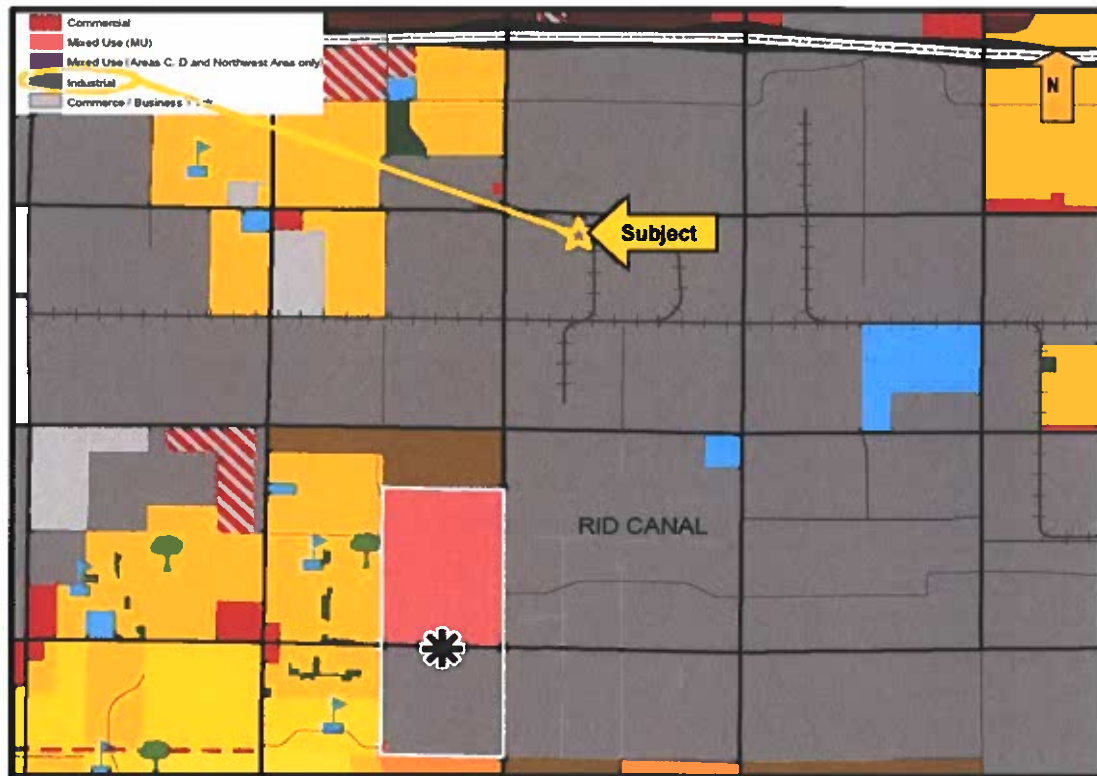 Commercial
Mixed Use (MU)
Mixed Use (Areas C, D and Northwest Area only)
Industrial
Commerce / Business
N
Subject
RID CANAL